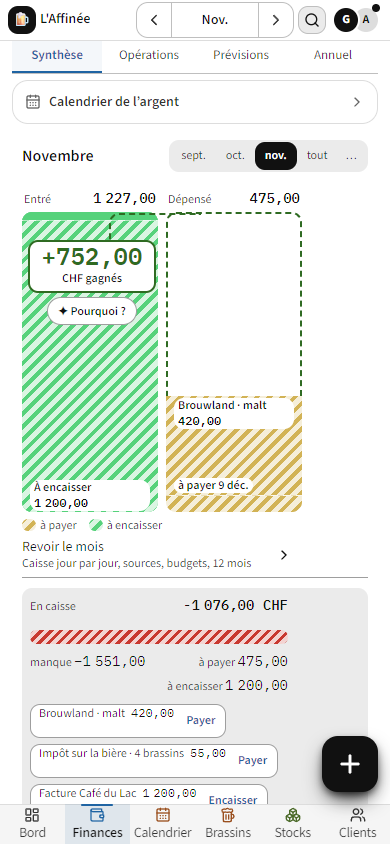 L'Affinée
Nov.
G
A
Synthèse
Opérations
Prévisions
Annuel
Calendrier de l’argent
Novembre
sept.
oct.
nov.
tout
...
Entré 1 227,00
Dépensé 475,00
+752,00
CHF gagnés
✦ Pourquoi ?
Brouwland · malt
420,00
À encaisser
1 200,00
à payer 9 déc.
à payer
à encaisser
Revoir le mois
Caisse jour par jour, sources, budgets, 12 mois
En caisse -1 076,00 CHF
manque −1 551,00
à payer 475,00
à encaisser 1 200,00
Brouwland · malt 420,00 Payer
Impôt sur la bière · 4 brassins 55,00 Payer
Facture Café du Lac 1 200,00 Encaisser
Bord
Finances
Calendrier
Brassins
Stocks
Clients